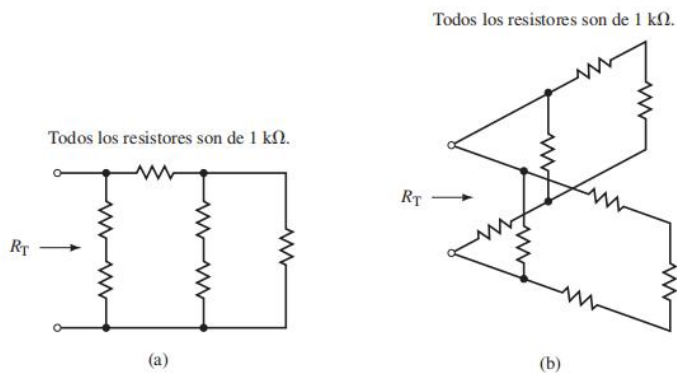 Todos los resistores son de 1 kΩ.
R_T
(a)
Todos los resistores son de 1 kΩ.
R_T
(b)